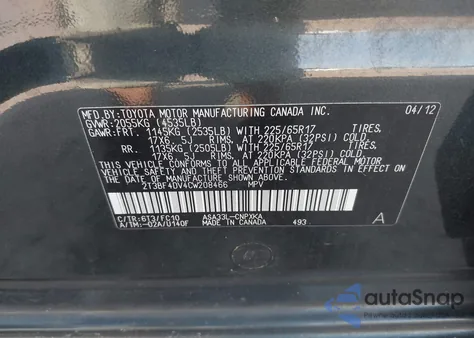 MFD.BY:TOYOTA MOTOR MANUFACTURING CANADA INC. 04/12
GVWR:2055KG (4535LB)
GAWR:FRT. 1145KG (2535LB) WITH 225/65R17 TIRES,
17X6.5J RIMS, AT 220KPA (32PSI) COLD.
RR. 1135KG (2505LB) WITH 225/65R17 TIRES,
17X6.5J RIMS, AT 220KPA (32PSI) COLD.
THIS VEHICLE CONFORMS TO ALL APPLICABLE FEDERAL
MOTOR VEHICLE SAFETY STANDARDS IN EFFECT ON THE
DATE OF MANUFACTURE SHOWN ABOVE.
2T3BF4DV4CW208466 MPV
C/TR:6T3/FC10 ASA33L-CNPXKA A
A/TM:-02A/U140F MADE IN CANADA 493
autoSnap